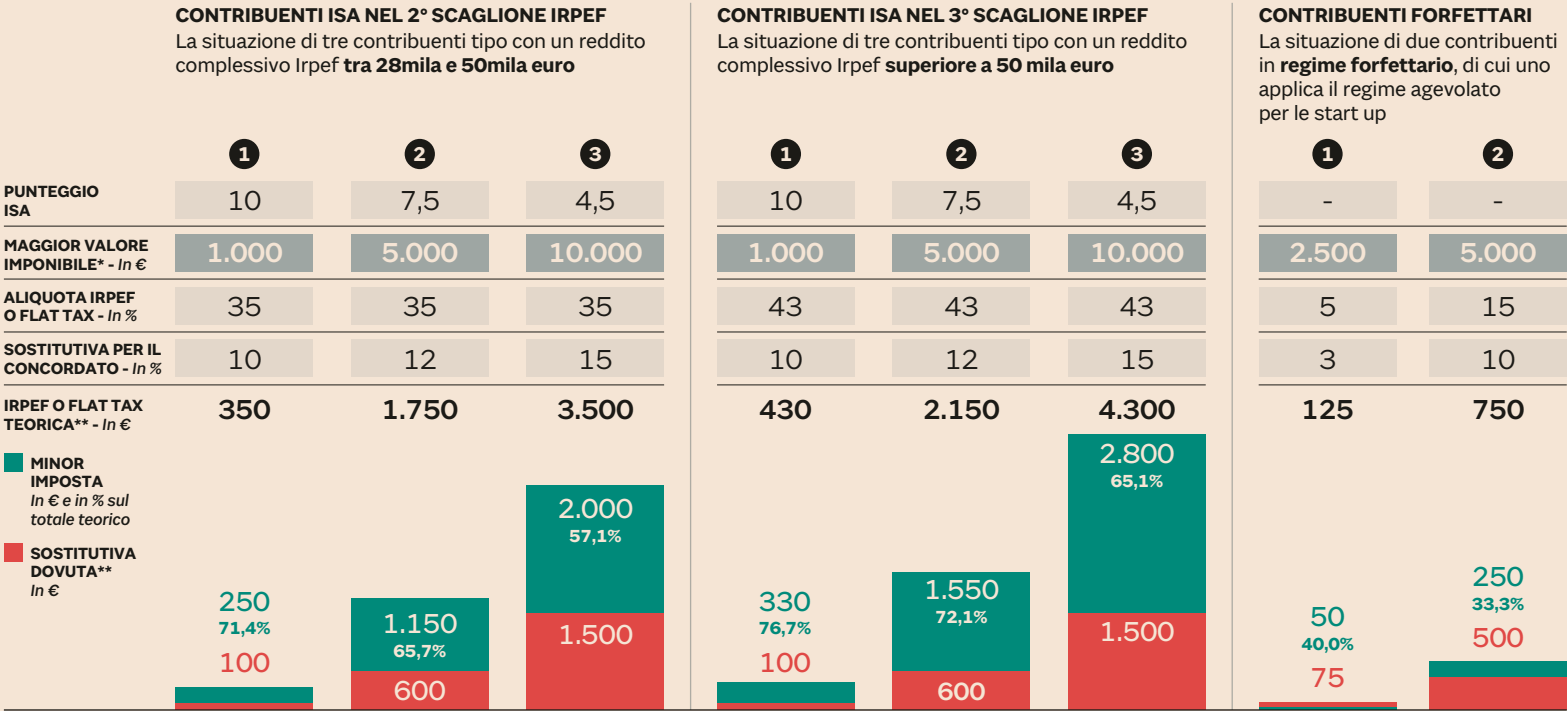 CONTRIBUENTI ISA NEL 2° SCAGLIONE IRPEF
La situazione di tre contribuenti tipo con un reddito
complessivo Irpef tra 28mila e 50mila euro
CONTRIBUENTI ISA NEL 3° SCAGLIONE IRPEF
La situazione di tre contribuenti tipo con un reddito
complessivo Irpef superiore a 50 mila euro
CONTRIBUENTI FORFETTARI
La situazione di due contribuenti
in regime forfettario, di cui uno
applica il regime agevolato
per le start up
1 2 3 1 2 3 1 2
PUNTEGGIO
ISA
10 7,5 4,5 10 7,5 4,5 - -
MAGGIOR VALORE
IMPONIBILE* - In €
1.000 5.000 10.000 1.000 5.000 10.000 2.500 5.000
ALIQUOTA IRPEF
O FLAT TAX - In %
35 35 35 43 43 43 5 15
SOSTITUTIVA PER IL
CONCORDATO - In %
10 12 15 10 12 15 3 10
IRPEF O FLAT TAX
TEORICA** - In €
350 1.750 3.500 430 2.150 4.300 125 750
MINOR
IMPOSTA
In € e in % sul
totale teorico
SOSTITUTIVA
DOVUTA**
In €
250
71,4%
100
1.150
65,7%
600
2.000
57,1%
1.500
330
76,7%
100
1.550
72,1%
600
2.800
65,1%
1.500
50
40,0%
75
250
33,3%
500